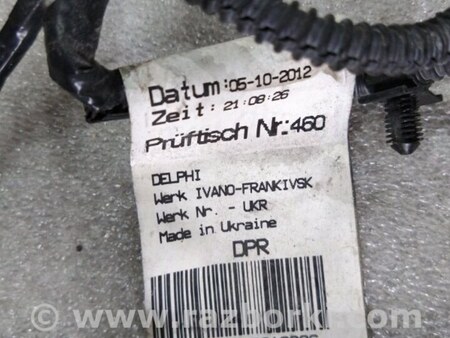 Datum:05-10-2012
Zeit: 21:08:26
Prüftisch Nr:460
DELPHI
Werk IVANO-FRANKIVSK
Werk Nr. - UKR
Made in Ukraine
DPR
www.razborka.com